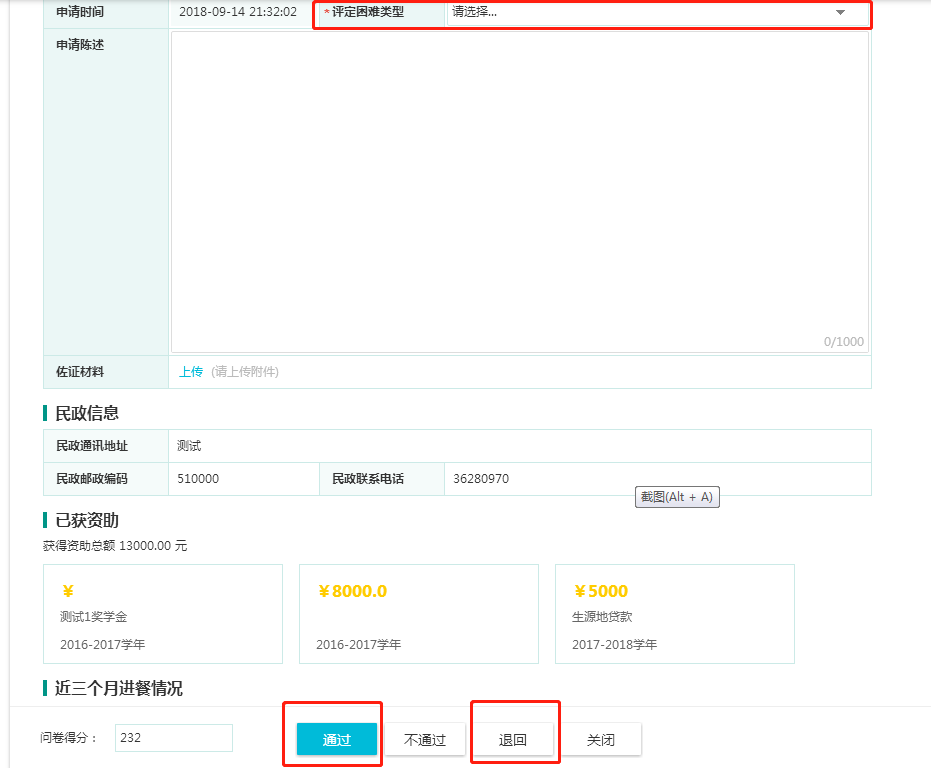 申请时间 2018-09-14 21:32:02 *评定困难类型 请选择...
申请陈述
0/1000
佐证材料 上传 (请上传附件)
民政信息
民政通讯地址 测试
民政邮政编码 510000 民政联系电话 36280970
截图(Alt + A)
已获资助
获得资助总额 13000.00 元
¥ ¥8000.0 ¥5000
测试1奖学金 生源地贷款
2016-2017学年 2016-2017学年 2017-2018学年
近三个月进餐情况
问卷得分： 232 通过 不通过 退回 关闭